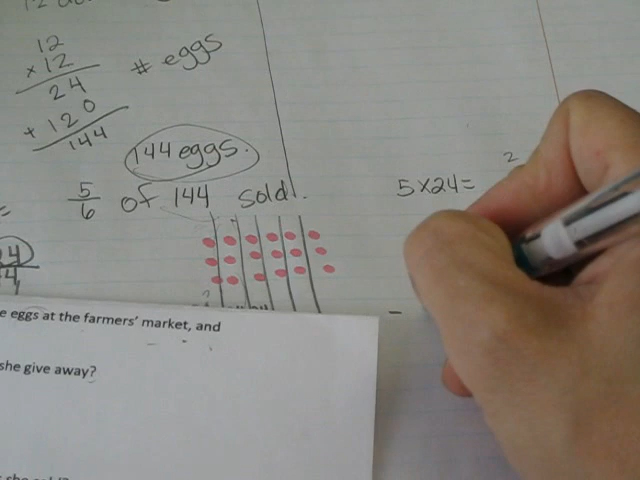 12
× 12 # eggs
24
+ 120
144
144 eggs.
5/6 of 144 sold.
5×24=
2
=
e eggs at the farmers' market, and
she give away?